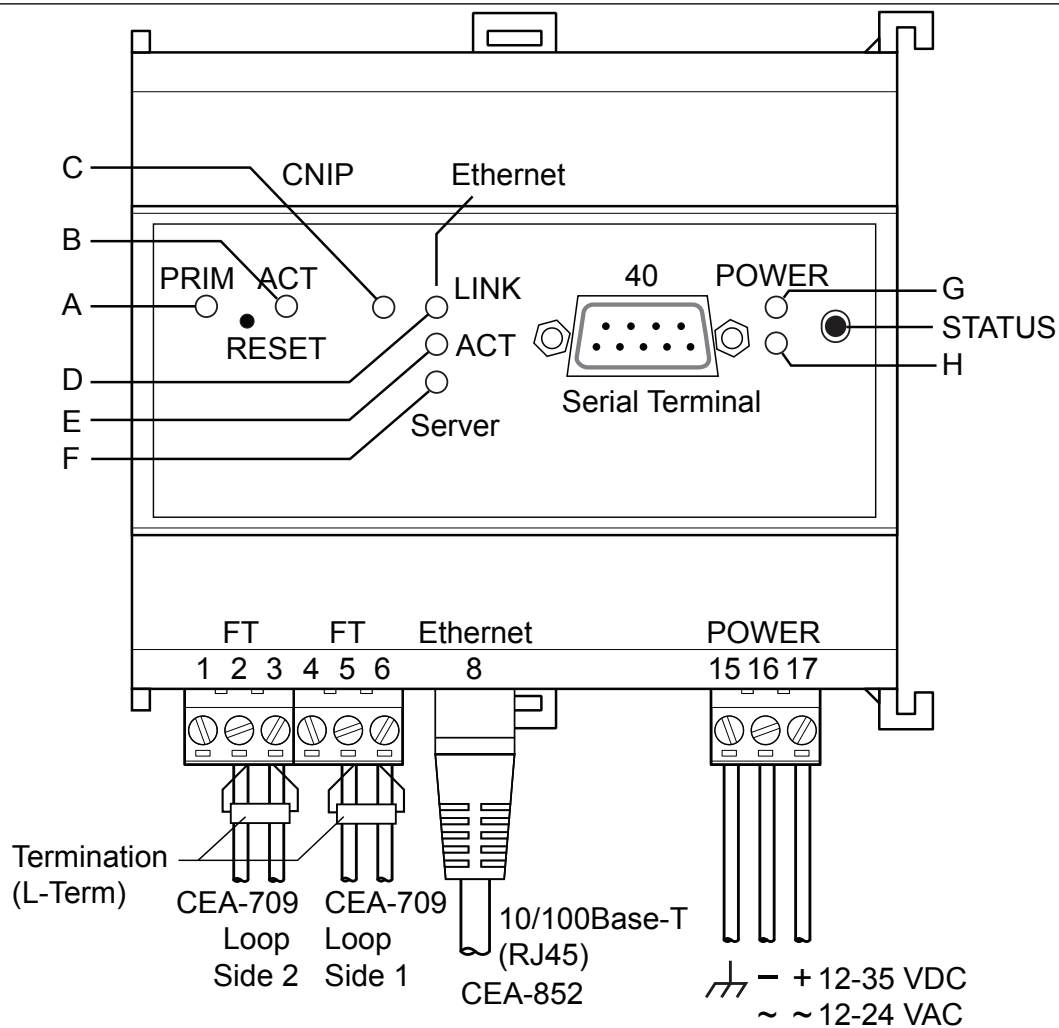 C
CNIP
Ethernet
B
PRIM
ACT
A
RESET
LINK
ACT
Server
D
E
F
40
Serial Terminal
POWER
G
STATUS
H
FT
FT
Ethernet
POWER
1 2 3 4 5 6
8
15 16 17
Termination
(L-Term)
CEA-709
Loop
Side 2
CEA-709
Loop
Side 1
10/100Base-T
(RJ45)
CEA-852
− + 12-35 VDC
~ ~ 12-24 VAC